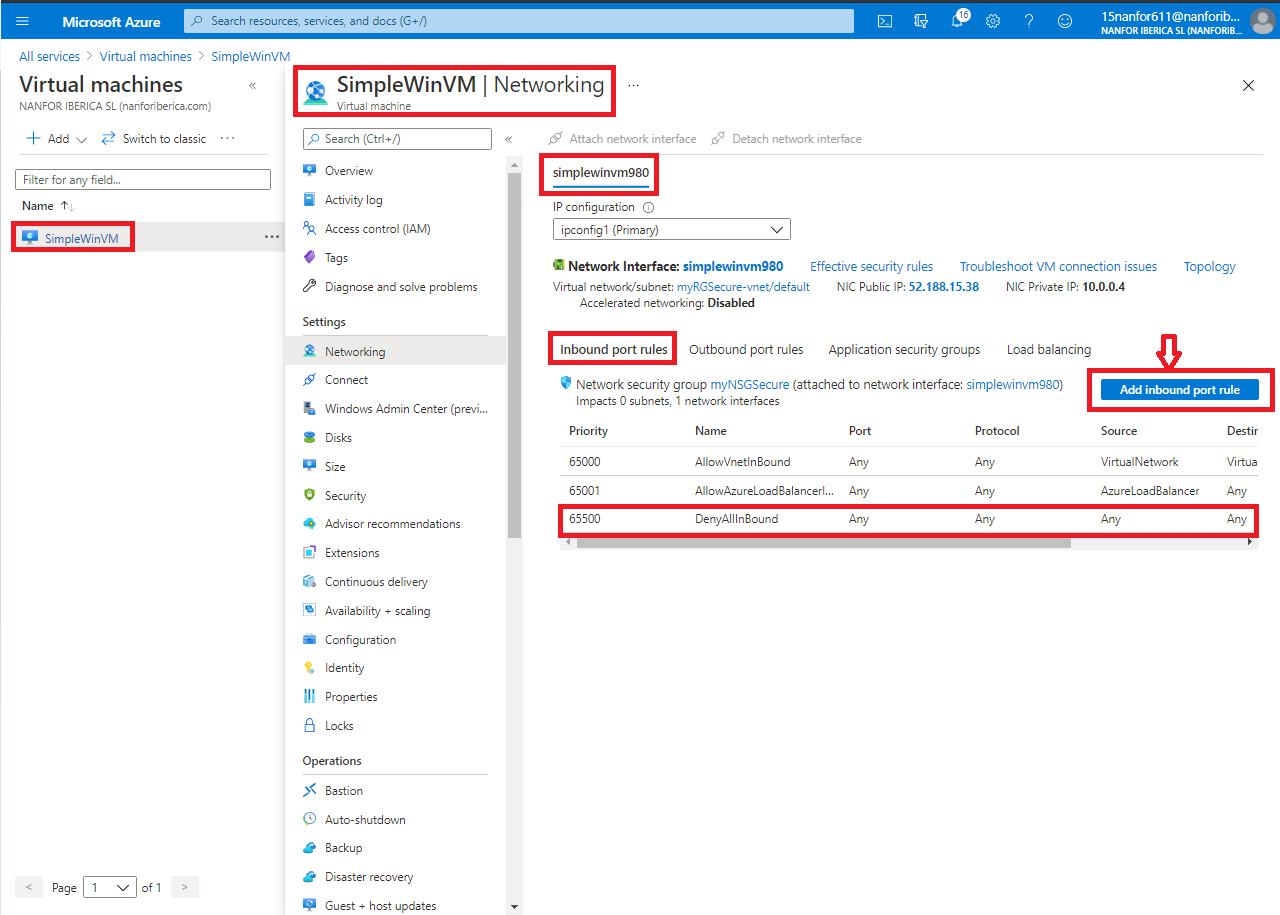 Microsoft Azure
Search resources, services, and docs (G+/)
16
15nanfor611@nanforib...
NANFOR IBERICA SL (NANFORIB...
All services > Virtual machines > SimpleWinVM
Virtual machines
«
NANFOR IBERICA SL (nanforiberica.com)
+ Add
Switch to classic
...
Filter for any field...
Name ↑↓
SimpleWinVM
...
Page 1 of 1
SimpleWinVM | Networking
...
Virtual machine
Search (Ctrl+/)
«
Overview
Activity log
Access control (IAM)
Tags
Diagnose and solve problems
Settings
Networking
Connect
Windows Admin Center (previ...
Disks
Size
Security
Advisor recommendations
Extensions
Continuous delivery
Availability + scaling
Configuration
Identity
Properties
Locks
Operations
Bastion
Auto-shutdown
Backup
Disaster recovery
Guest + host updates
Attach network interface Detach network interface
simplewinvm980
IP configuration
ipconfig1 (Primary)
Network Interface: simplewinvm980 Effective security rules Troubleshoot VM connection issues Topology
Virtual network/subnet: myRGSecure-vnet/default NIC Public IP: 52.188.15.38 NIC Private IP: 10.0.0.4
Accelerated networking: Disabled
Inbound port rules Outbound port rules Application security groups Load balancing
Network security group myNSGSecure (attached to network interface: simplewinvm980)
Impacts 0 subnets, 1 network interfaces
Add inbound port rule
Priority Name Port Protocol Source Destin
65000 AllowVnetInBound Any Any VirtualNetwork Virtua
65001 AllowAzureLoadBalancerI... Any Any AzureLoadBalancer Any
65500 DenyAllInBound Any Any Any Any